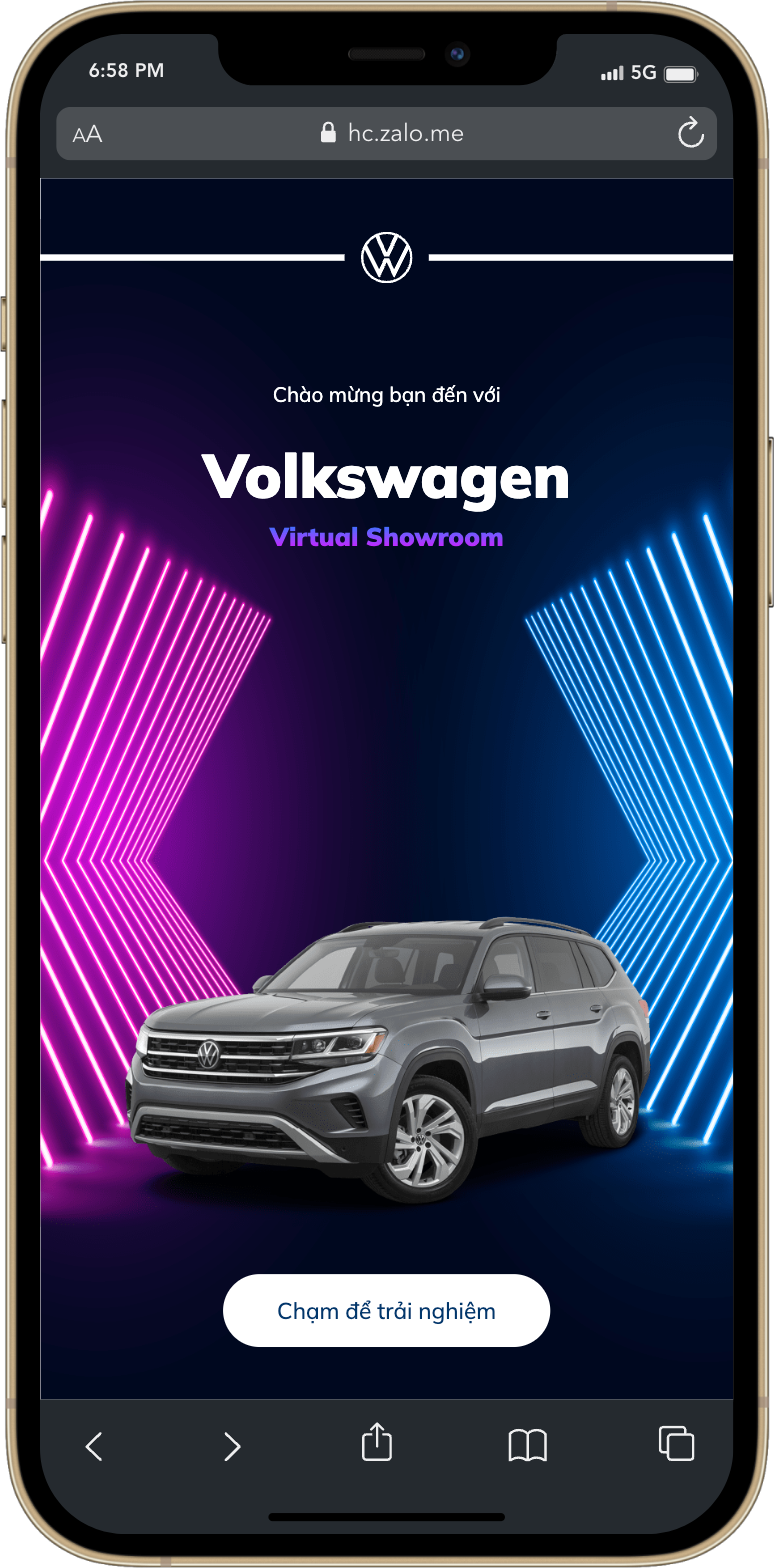 6:58 PM
5G
AA
hc.zalo.me
Chào mừng bạn đến với
Volkswagen
Virtual Showroom
Chạm để trải nghiệm